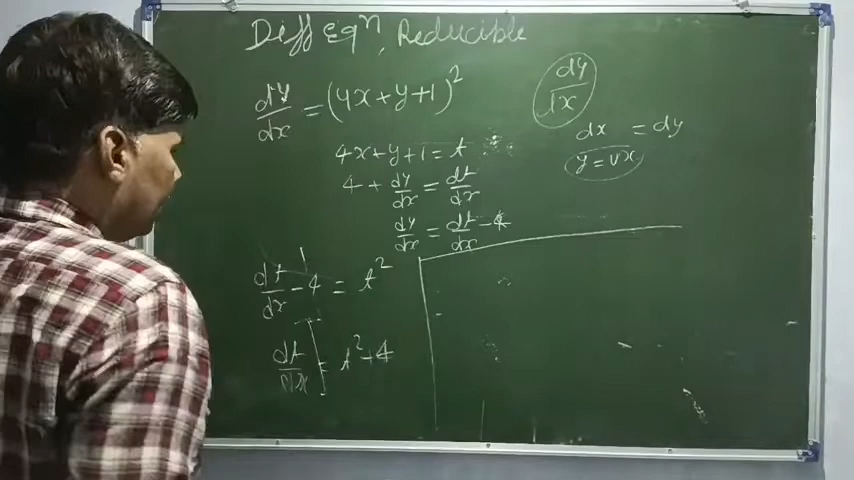 Diff Eqⁿ, Reducible
dy/dx = (4x+y+1)²
4x+y+1 = t
4 + dy/dx = dt/dx
dy/dx = dt/dx - 4
dt/dx - 4 = t²
dt/dx = t²+4
dy/dx
dx = dy
y = vx